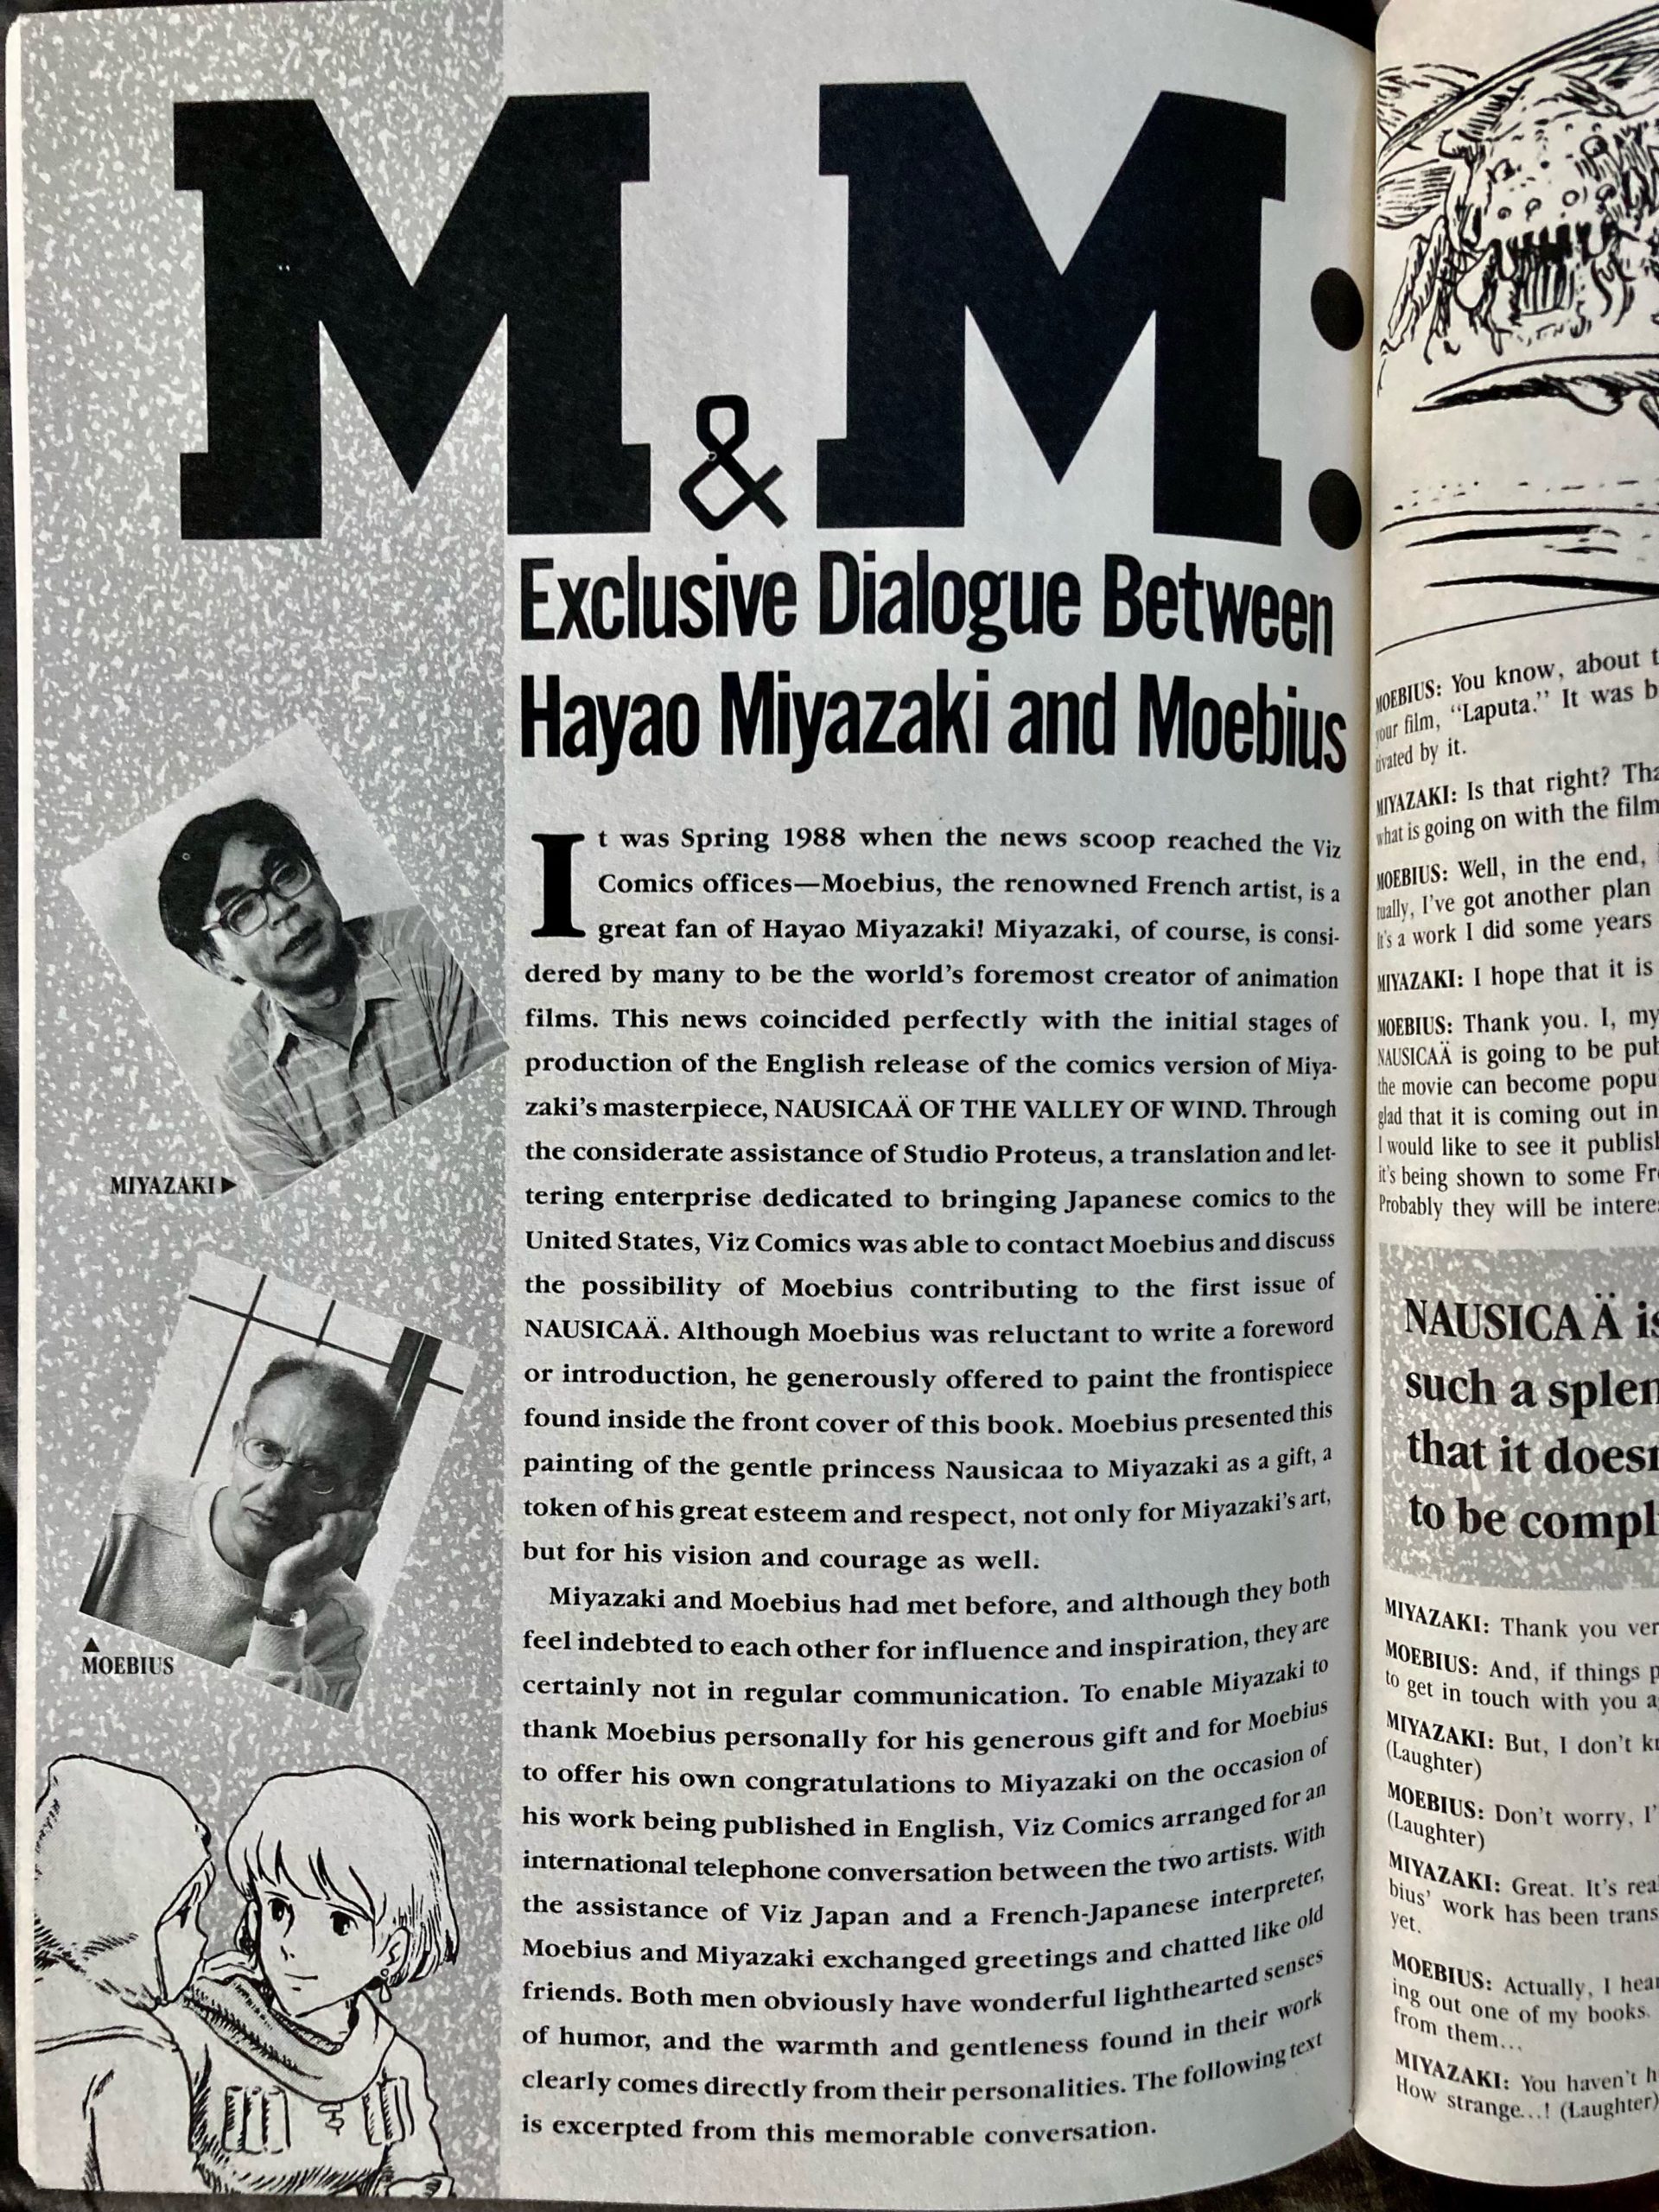 M & M:
Exclusive Dialogue Between
Hayao Miyazaki and Moebius
It was Spring 1988 when the news scoop reached the Viz
Comics offices—Moebius, the renowned French artist, is a
great fan of Hayao Miyazaki! Miyazaki, of course, is consi-
dered by many to be the world's foremost creator of animation
films. This news coincided perfectly with the initial stages of
production of the English release of the comics version of Miya-
zaki's masterpiece, NAUSICAÄ OF THE VALLEY OF WIND. Through
the considerate assistance of Studio Proteus, a translation and let-
tering enterprise dedicated to bringing Japanese comics to the
United States, Viz Comics was able to contact Moebius and discuss
the possibility of Moebius contributing to the first issue of
NAUSICAÄ. Although Moebius was reluctant to write a foreword
or introduction, he generously offered to paint the frontispiece
found inside the front cover of this book. Moebius presented this
painting of the gentle princess Nausicaa to Miyazaki as a gift, a
token of his great esteem and respect, not only for Miyazaki's art,
but for his vision and courage as well.
Miyazaki and Moebius had met before, and although they both
feel indebted to each other for influence and inspiration, they are
certainly not in regular communication. To enable Miyazaki to
thank Moebius personally for his generous gift and for Moebius
to offer his own congratulations to Miyazaki on the occasion of
his work being published in English, Viz Comics arranged for an
international telephone conversation between the two artists. With
the assistance of Viz Japan and a French-Japanese interpreter,
Moebius and Miyazaki exchanged greetings and chatted like old
friends. Both men obviously have wonderful lighthearted senses
of humor, and the warmth and gentleness found in their work
clearly comes directly from their personalities. The following text
is excerpted from this memorable conversation.
MIYAZAKI ▶
▲
MOEBIUS
MOEBIUS: You know, about
your film, “Laputa.” It was
tivated by it.
MIYAZAKI: Is that right?
what is going on with the film
MOEBIUS: Well, in the end,
tually, I've got another plan
It's a work I did some years
MIYAZAKI: I hope that it is
MOEBIUS: Thank you. I, my
NAUSICAÄ is going to be
the movie can become
glad that it is coming out in
I would like to see it
it's being shown to some
Probably they will be
NAUSICAÄ is
such a
that it
to be
MIYAZAKI: Thank you
MOEBIUS: And, if things
to get in touch with you
MIYAZAKI: But, I don't
(Laughter)
MOEBIUS: Don't worry,
(Laughter)
MIYAZAKI: Great. It's
bius' work has been
yet.
MOEBIUS: Actually, I
ing out one of my books.
from them...
MIYAZAKI: You haven't
How strange...! (Laughter)